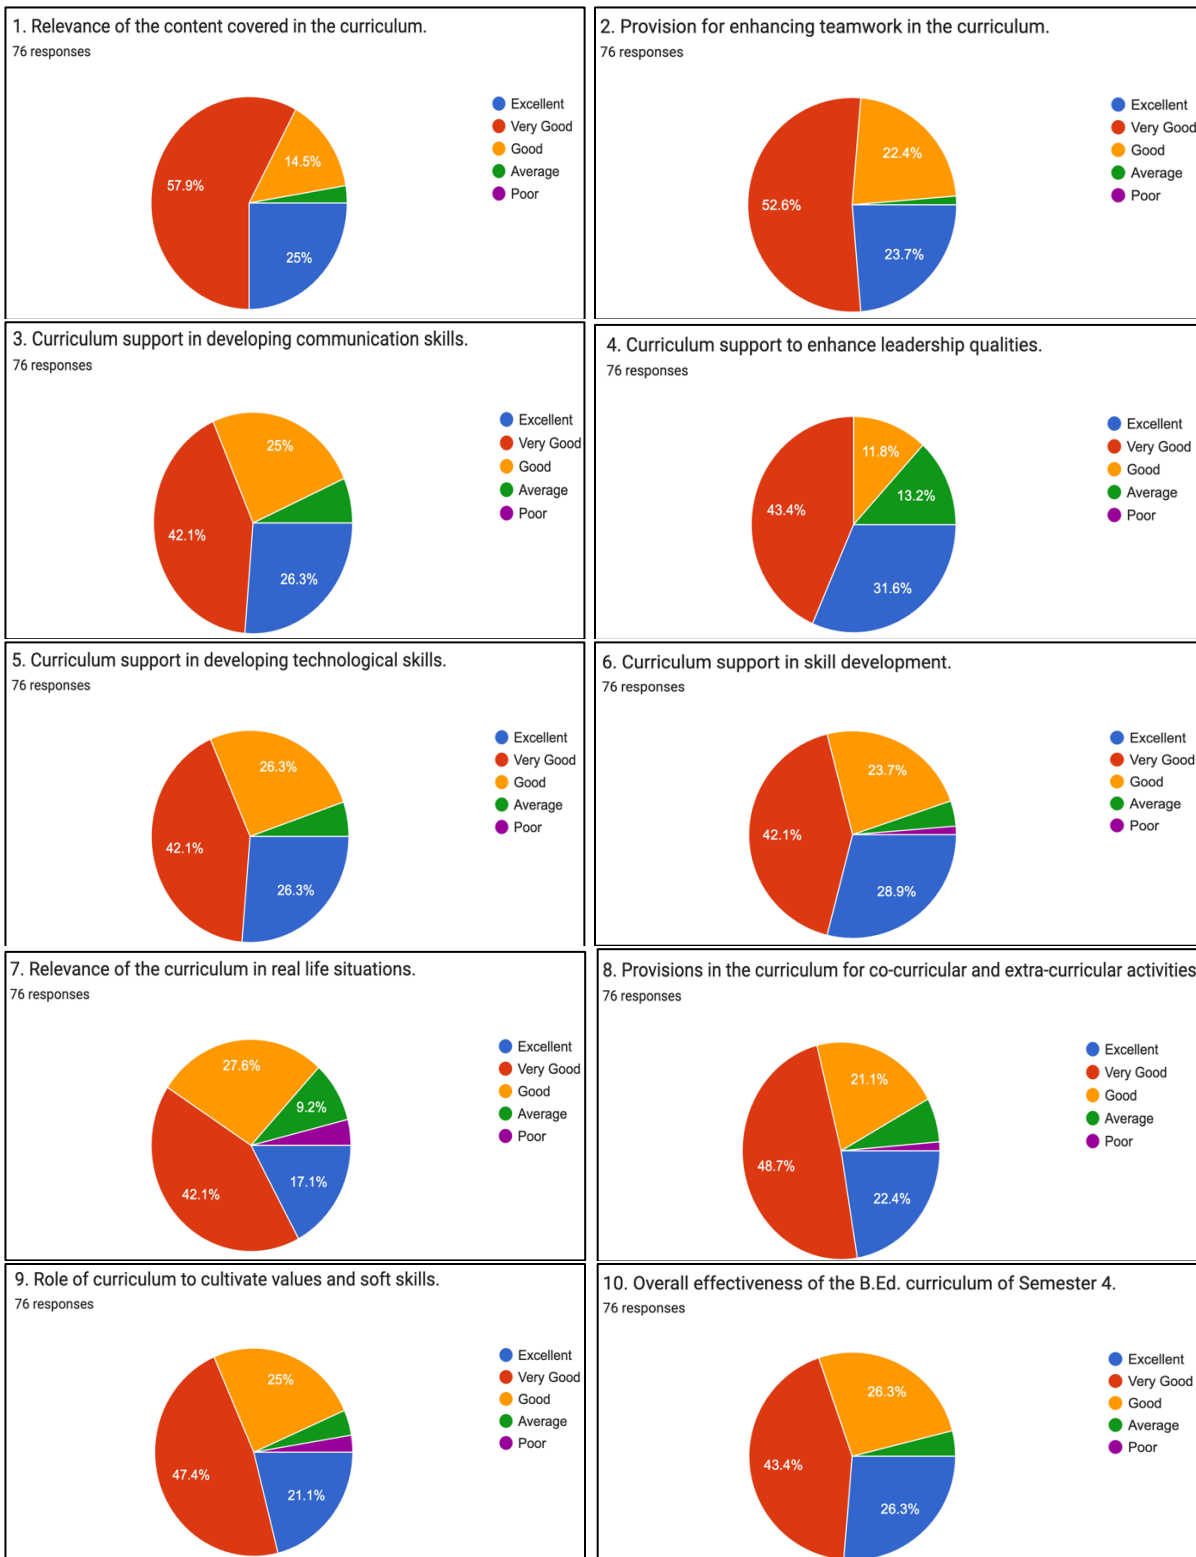 1. Relevance of the content covered in the curriculum.
76 responses
Excellent
Very Good
Good
Average
Poor
57.9%
14.5%
25%
2. Provision for enhancing teamwork in the curriculum.
76 responses
Excellent
Very Good
Good
Average
Poor
22.4%
52.6%
23.7%
3. Curriculum support in developing communication skills.
76 responses
Excellent
Very Good
Good
Average
Poor
25%
42.1%
26.3%
4. Curriculum support to enhance leadership qualities.
76 responses
Excellent
Very Good
Good
Average
Poor
11.8%
13.2%
43.4%
31.6%
5. Curriculum support in developing technological skills.
76 responses
Excellent
Very Good
Good
Average
Poor
26.3%
42.1%
26.3%
6. Curriculum support in skill development.
76 responses
Excellent
Very Good
Good
Average
Poor
23.7%
42.1%
28.9%
7. Relevance of the curriculum in real life situations.
76 responses
Excellent
Very Good
Good
Average
Poor
27.6%
9.2%
42.1%
17.1%
8. Provisions in the curriculum for co-curricular and extra-curricular activities
76 responses
Excellent
Very Good
Good
Average
Poor
21.1%
48.7%
22.4%
9. Role of curriculum to cultivate values and soft skills.
76 responses
Excellent
Very Good
Good
Average
Poor
25%
47.4%
21.1%
10. Overall effectiveness of the B.Ed. curriculum of Semester 4.
76 responses
Excellent
Very Good
Good
Average
Poor
26.3%
43.4%
26.3%